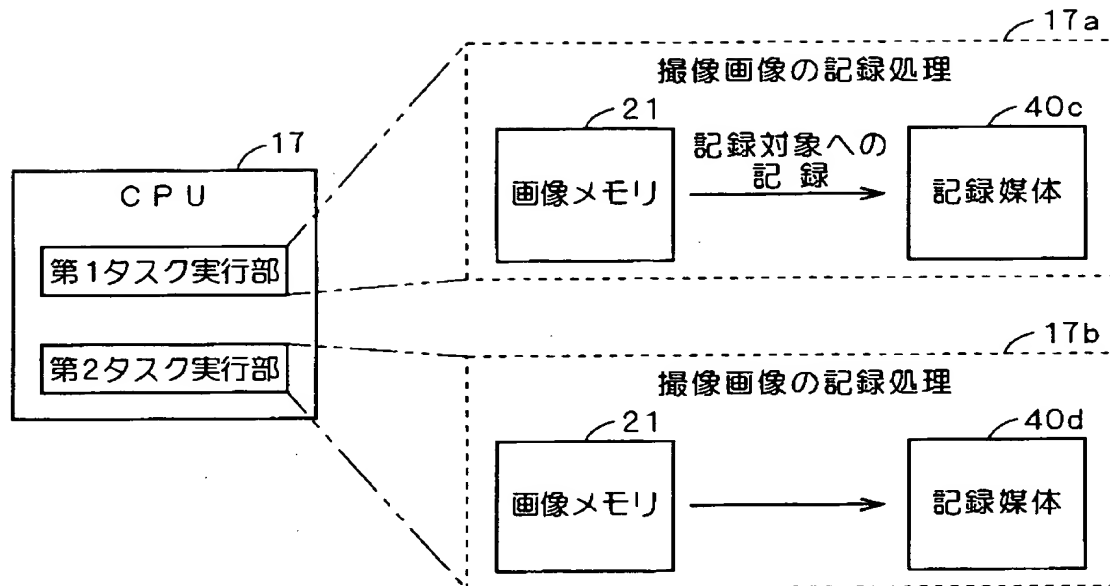 17a
撮像画像の記録処理
21
40c
記録対象への
記録
画像メモリ
記録媒体
17
CPU
第1タスク実行部
第2タスク実行部
17b
撮像画像の記録処理
21
40d
画像メモリ
記録媒体